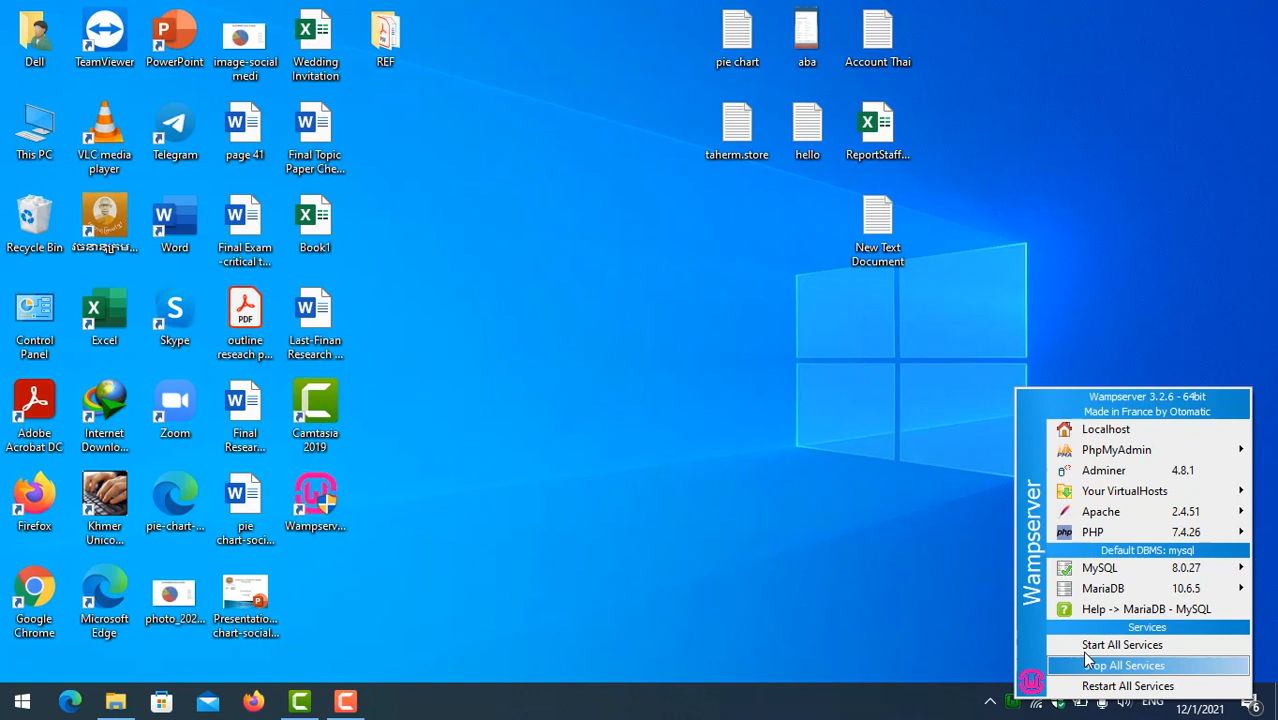 Dell
TeamViewer
PowerPoint
image-social
medi
Wedding
Invitation
REF
pie chart
aba
Account Thai
This PC
VLC media
player
Telegram
page 41
Final Topic
Paper Che...
taherm.store
hello
ReportStaff...
Recycle Bin
Word
Final Exam
-critical t...
Book1
New Text
Document
Control
Panel
Excel
Skype
PDF
outline
reseach p...
Last-Finan
Research ...
Adobe
Acrobat DC
Internet
Downlo...
Zoom
Final
Resear...
Camtasia
2019
Firefox
Khmer
Unico...
pie-chart-...
pie
chart-soci...
Wampserv...
Google
Chrome
Microsoft
Edge
photo_202...
Presentatio...
chart-social...
Wampserver
Wampserver 3.2.6 - 64bit
Made in France by Otomatic
Localhost
PhpMyAdmin
Adminer 4.8.1
Your VirtualHosts
Apache 2.4.51
php PHP 7.4.26
Default DBMS: mysql
MySQL 8.0.27
MariaDB 10.6.5
Help -> MariaDB - MySQL
Services
Start All Services
op All Services
Restart All Services
ENG
12/1/2021
6